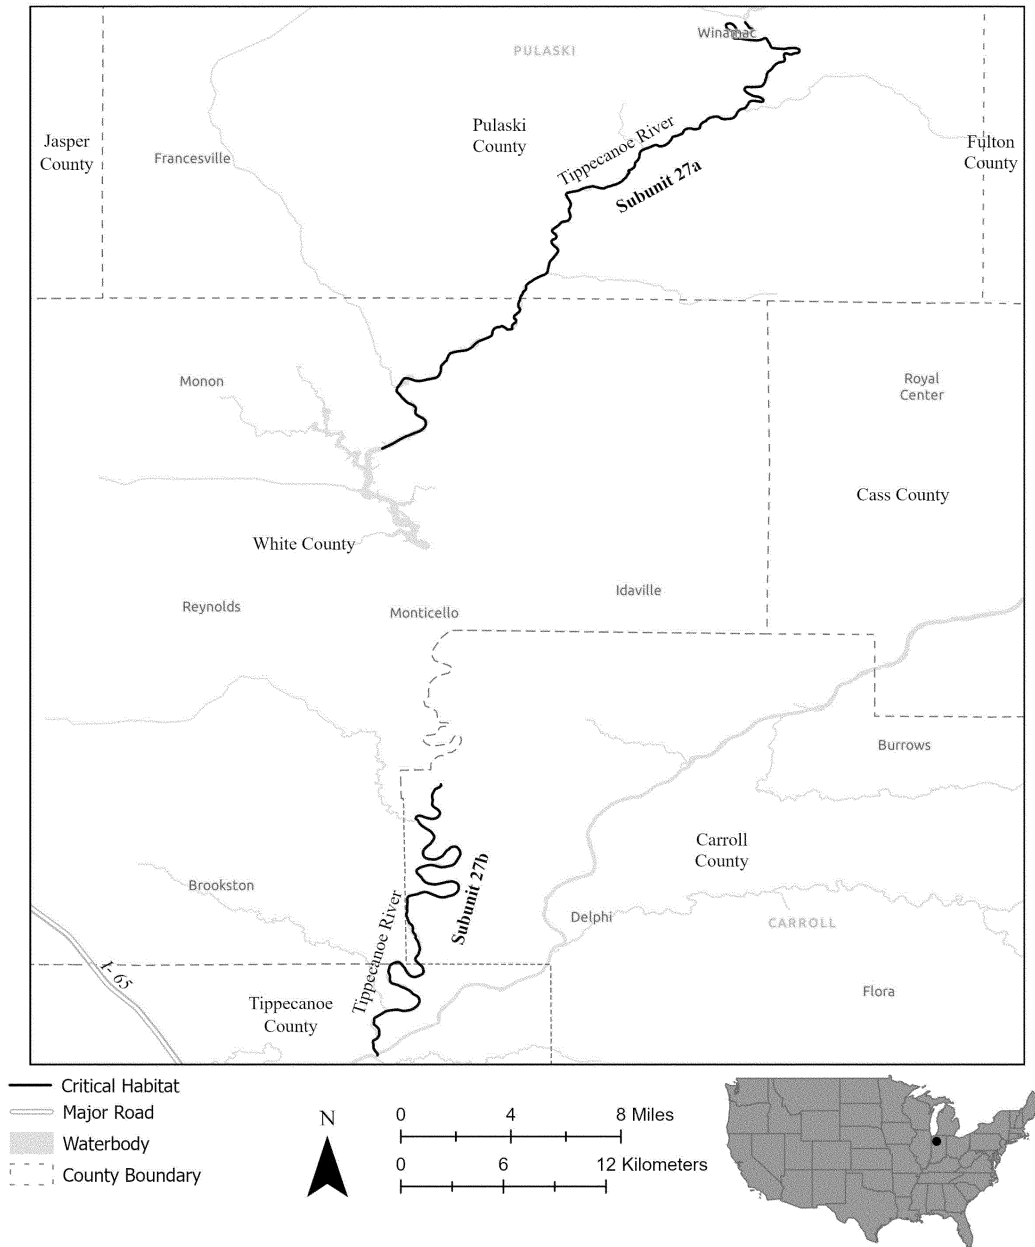 Winamac
PULASKI
Pulaski
County
Jasper
County
Fulton
County
Francesville
Tippecanoe River
Subunit 27a
Monon
Royal
Center
Cass County
White County
Idaville
Reynolds
Monticello
Burrows
Carroll
County
Brookston
Subunit 27b
Tippecanoe River
Delphi
CARROLL
I- 65
Flora
Tippecanoe
County
Critical Habitat
Major Road
Waterbody
County Boundary
N
0 4 8 Miles
0 6 12 Kilometers